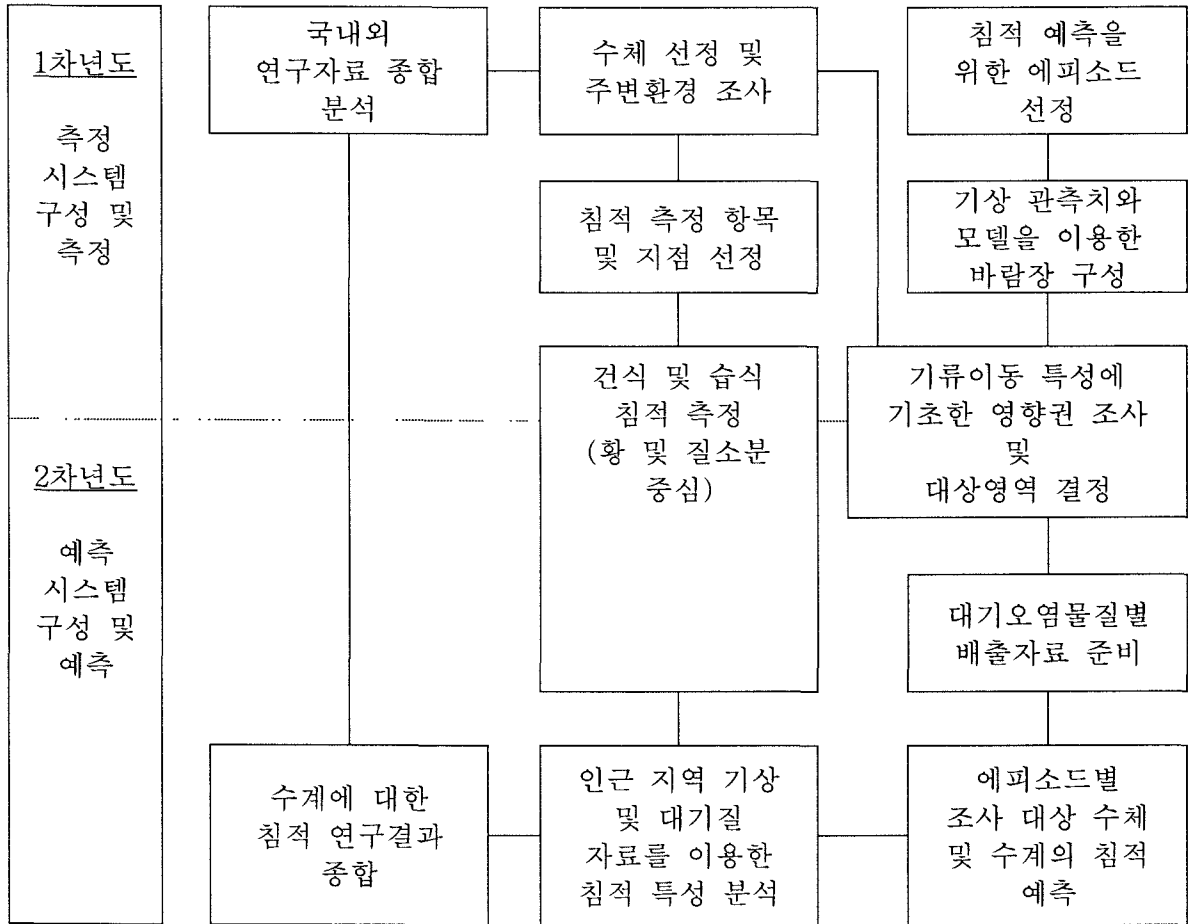 1차년도
측정
시스템
구성 및
측정
2차년도
예측
시스템
구성 및
예측
국내외
연구자료 종합
분석
수체 선정 및
주변환경 조사
침적 예측을
위한 에피소드
선정
침적 측정 항목
및 지점 선정
기상 관측치와
모델을 이용한
바람장 구성
건식 및 습식
침적 측정
(황 및 질소분
중심)
기류이동 특성에
기초한 영향권 조사
및
대상영역 결정
대기오염물질별
배출자료 준비
수계에 대한
침적 연구결과
종합
인근 지역 기상
및 대기질
자료를 이용한
침적 특성 분석
에피소드별
조사 대상 수체
및 수계의 침적
예측